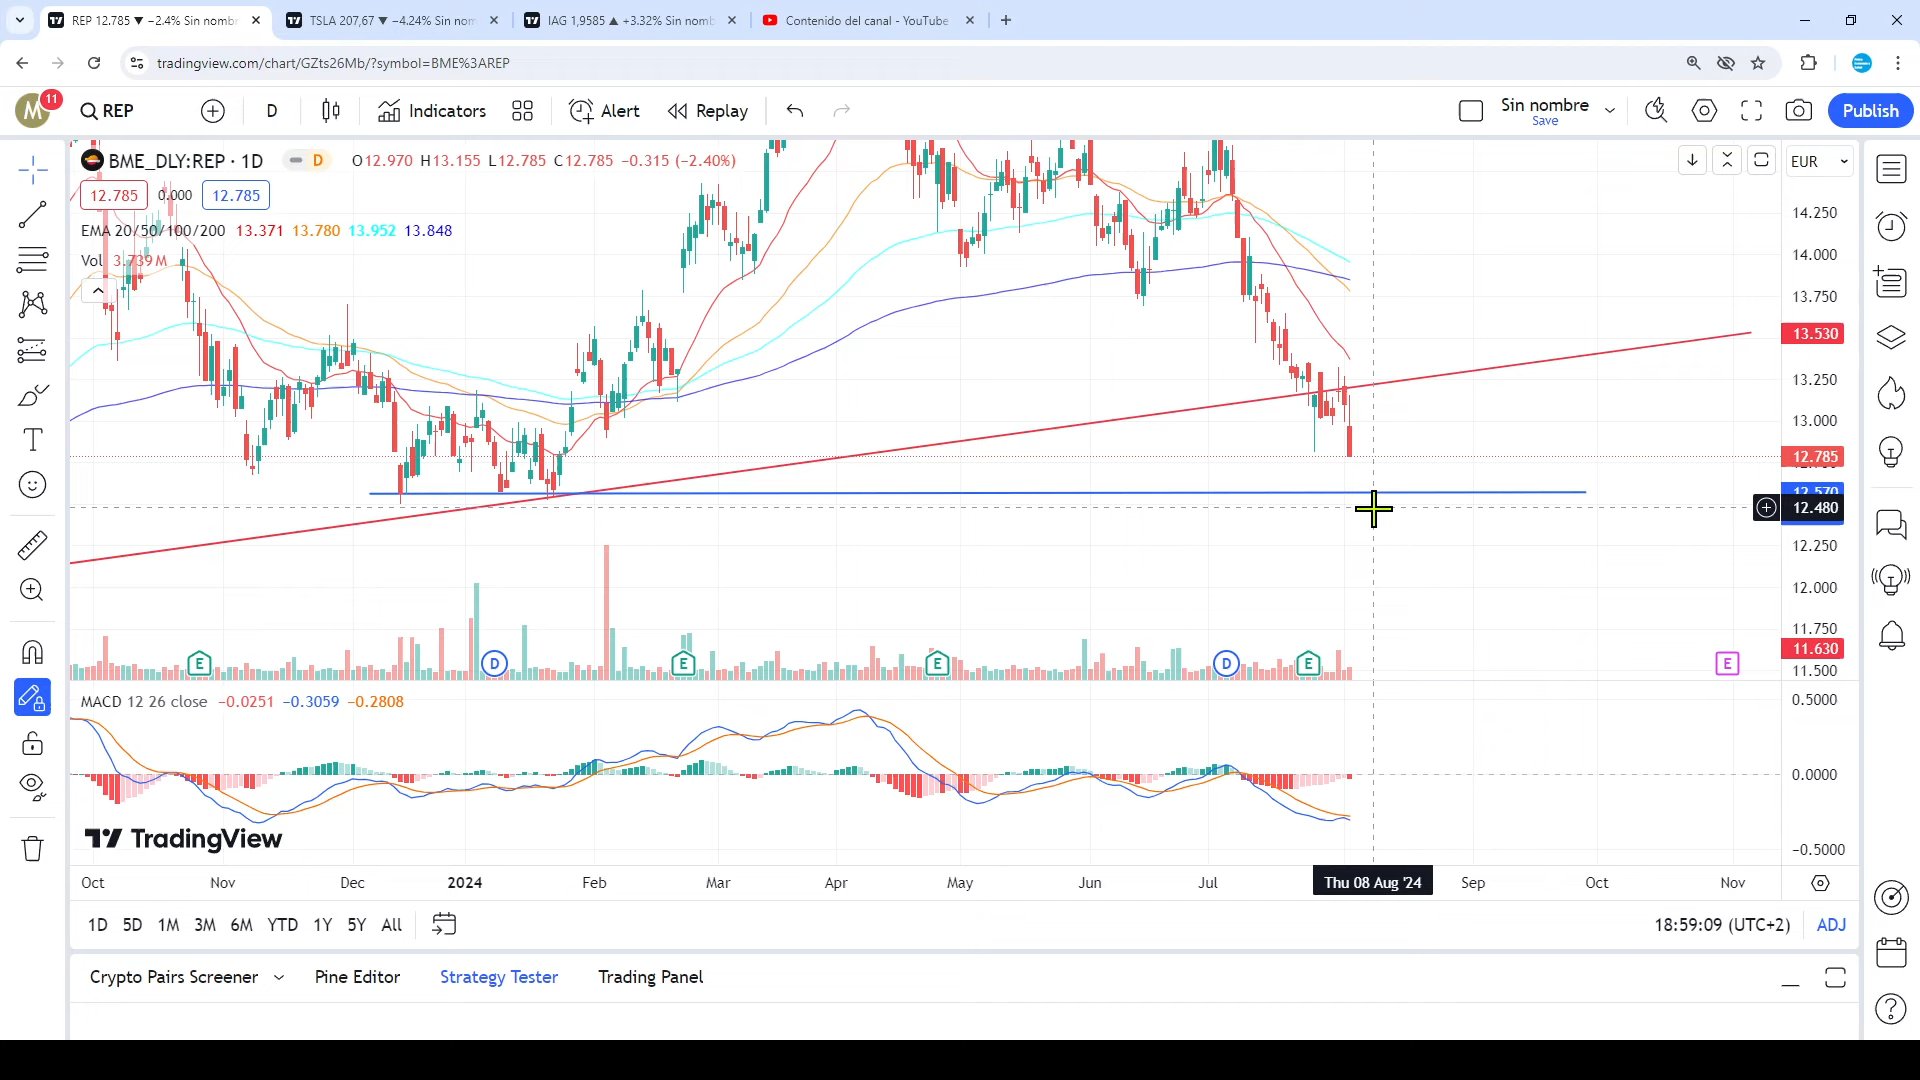 REP 12.785 ▼ −2.4% Sin nombr
TSLA 207,67 ▼ −4.24% Sin nom
IAG 1,9585 ▲ +3.32% Sin nomb
Contenido del canal - YouTube
tradingview.com/chart/GZts26Mb/?symbol=BME%3AREP
M
11
REP
D
Indicators
Alert
Replay
Sin nombre
Save
Publish
BME_DLY:REP · 1D
D
O12.970 H13.155 L12.785 C12.785 −0.315 (−2.40%)
EUR
12.785
0.000
12.785
EMA 20/50/100/200 13.371 13.780 13.952 13.848
Vol 3.739 M
14.250
14.000
13.750
13.530
13.250
13.000
12.785
12.570
12.480
12.250
12.000
11.750
11.630
11.500
E
D
E
E
D
E
E
MACD 12 26 close −0.0251 −0.3059 −0.2808
0.5000
0.0000
−0.5000
TradingView
Oct Nov Dec 2024 Feb Mar Apr May Jun Jul Thu 08 Aug '24 Sep Oct Nov
1D 5D 1M 3M 6M YTD 1Y 5Y All
18:59:09 (UTC+2)
ADJ
Crypto Pairs Screener
Pine Editor
Strategy Tester
Trading Panel